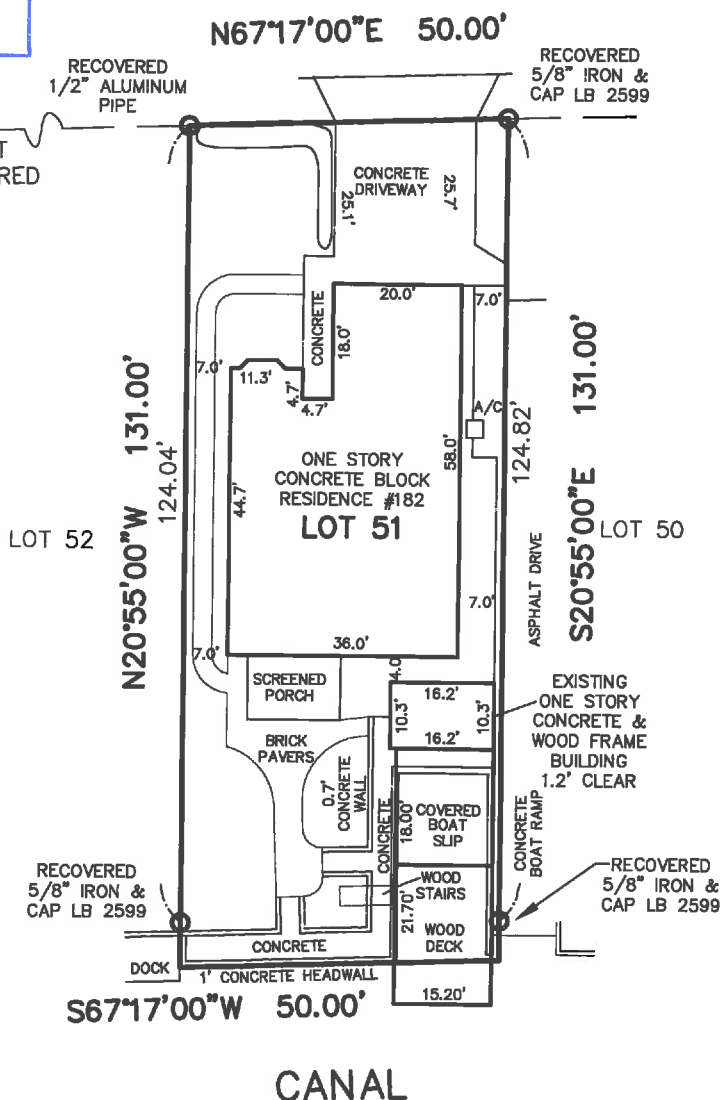 N67°17'00"E 50.00'
RECOVERED
1/2" ALUMINUM
PIPE
RECOVERED
5/8" IRON &
CAP LB 2599
CONCRETE
DRIVEWAY
25.1'
25.7'
20.0'
7.0'
CONCRETE
18.0'
7.0'
11.3'
4.7'
4.7'
A/C
N20°55'00"W 131.00'
124.04'
124.82'
S20°55'00"E 131.00'
ONE STORY
CONCRETE BLOCK
RESIDENCE #182
LOT 51
58.0'
44.7'
LOT 52
LOT 50
ASPHALT DRIVE
7.0'
36.0'
7.0'
4.0
SCREENED
PORCH
16.2'
10.3'
10.3'
16.2'
EXISTING
ONE STORY
CONCRETE &
WOOD FRAME
BUILDING
1.2' CLEAR
BRICK
PAVERS
0.7'
CONCRETE
WALL
CONCRETE
18.00'
COVERED
BOAT
SLIP
CONCRETE
BOAT RAMP
RECOVERED
5/8" IRON &
CAP LB 2599
WOOD
STAIRS
RECOVERED
5/8" IRON &
CAP LB 2599
21.70'
WOOD
DECK
CONCRETE
DOCK
1' CONCRETE HEADWALL
15.20'
S67°17'00"W 50.00'
CANAL